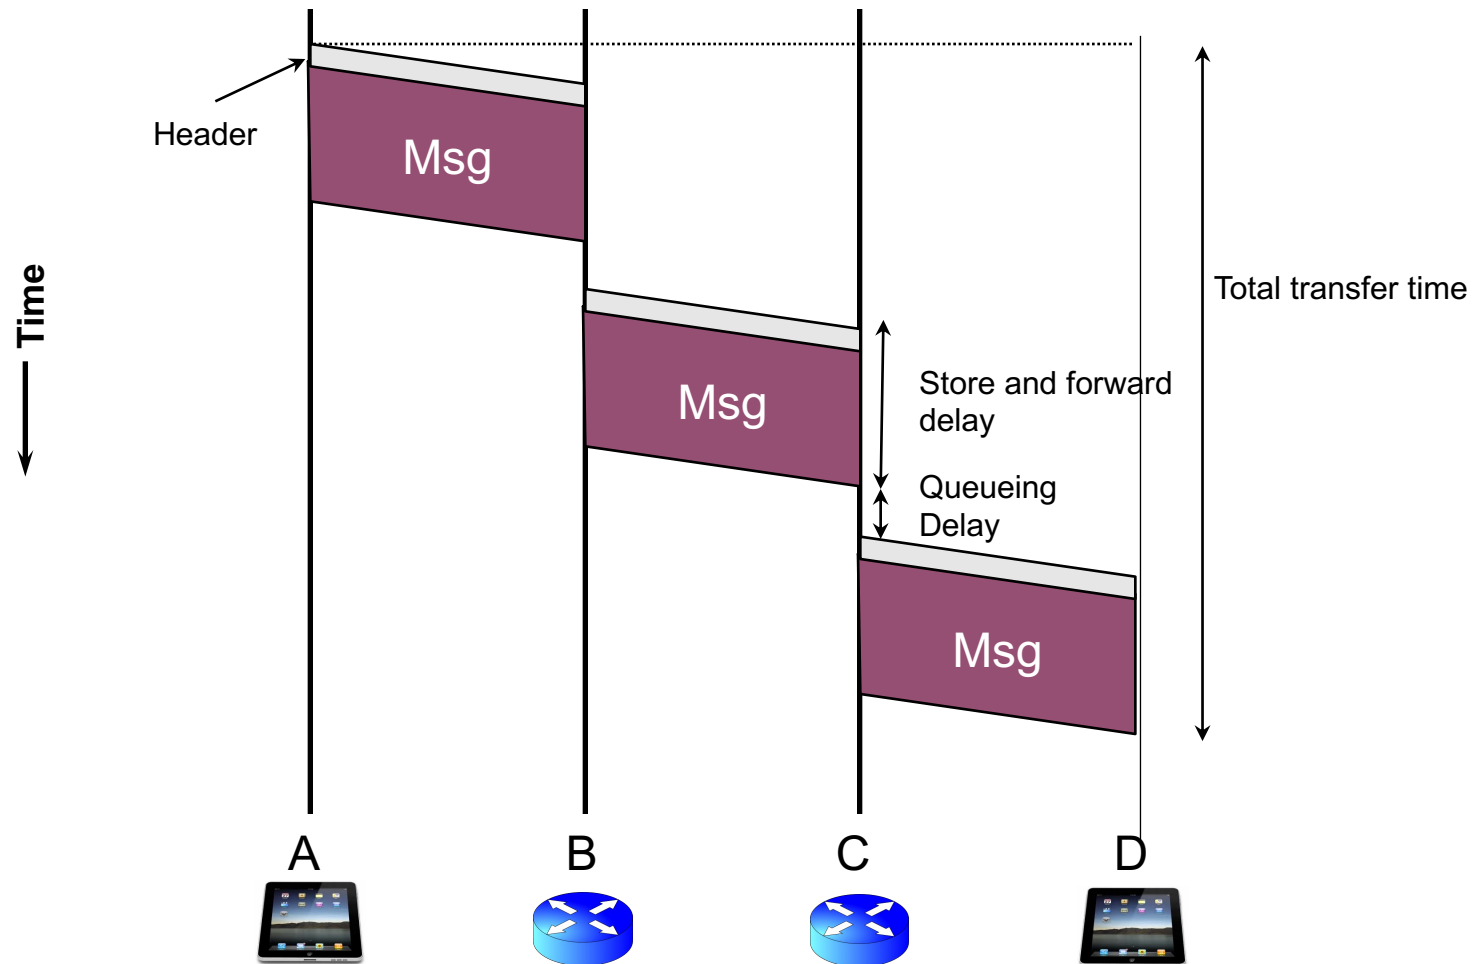 Header
Msg
Time
Total transfer time
Msg
Store and forward
delay
Queueing
Delay
Msg
A
B
C
D